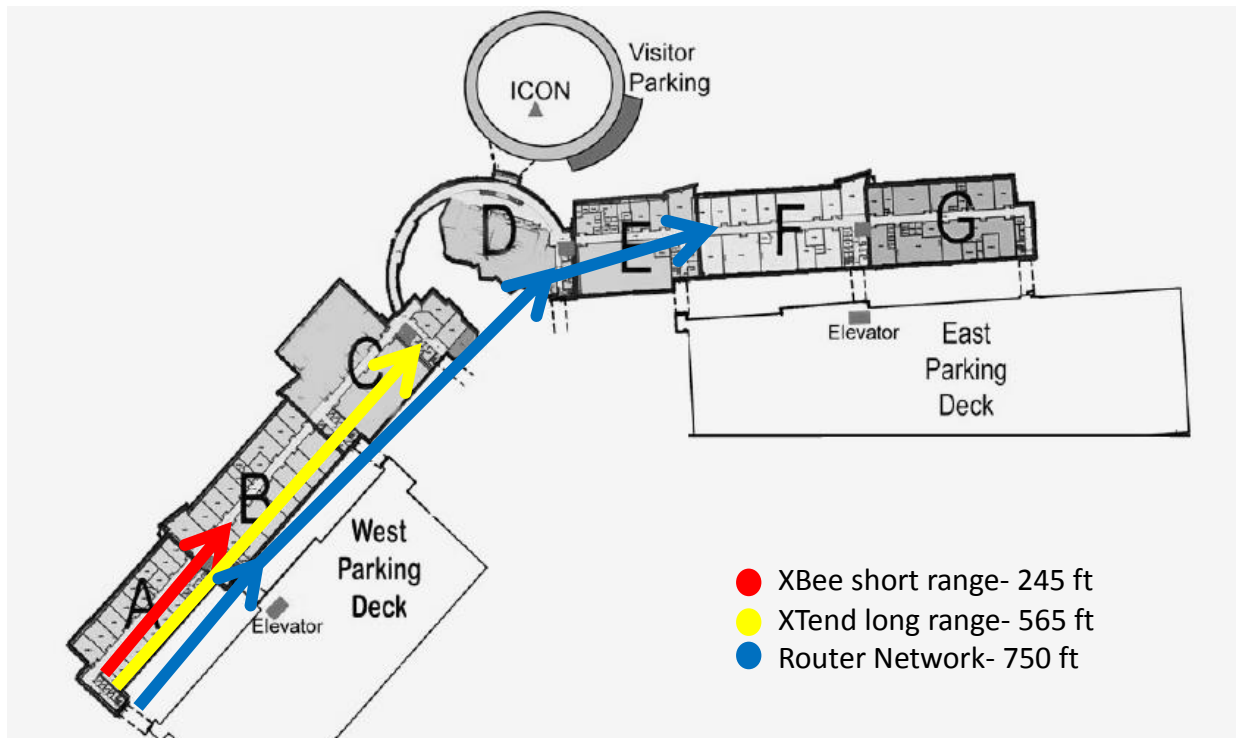 Visitor
Parking
ICON
D
E
F
G
Elevator
East
Parking
Deck
C
B
A
West
Parking
Deck
Elevator
XBee short range- 245 ft
XTend long range- 565 ft
Router Network- 750 ft